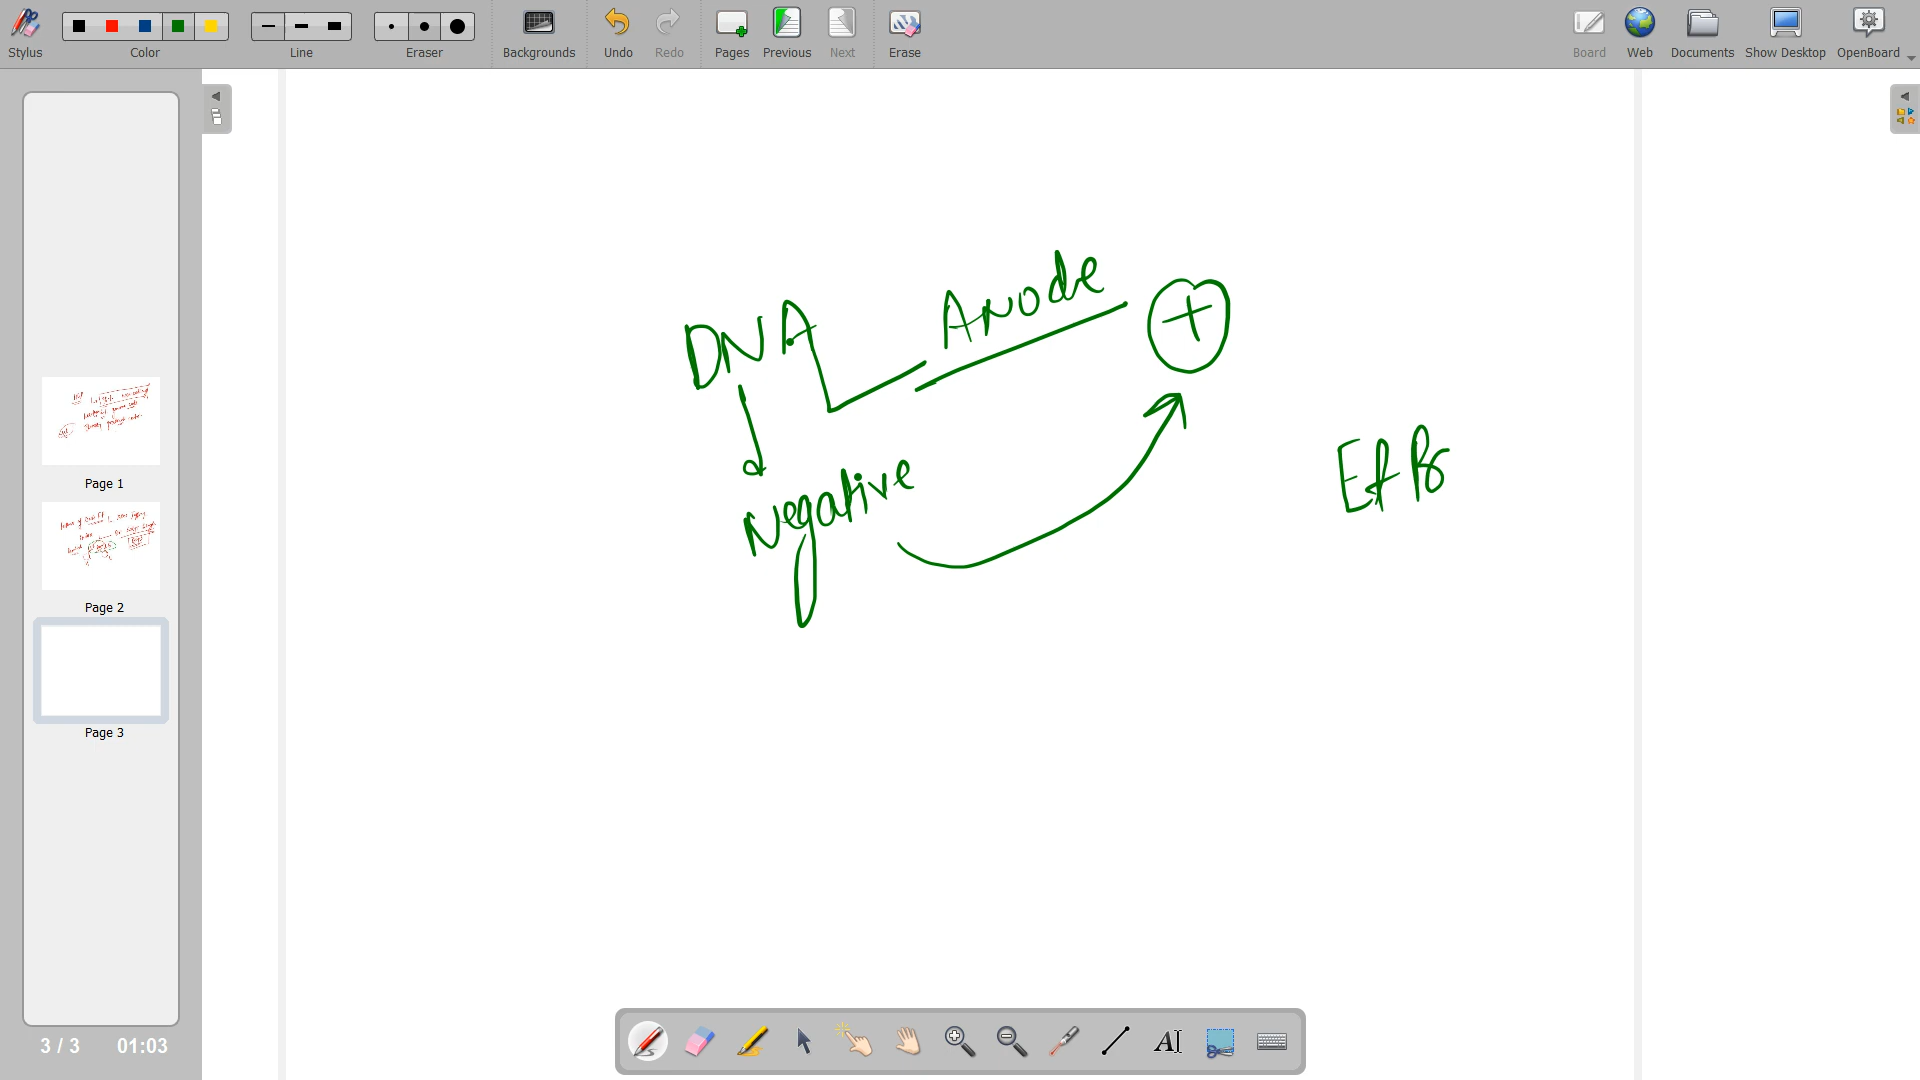 Stylus Color Line Eraser Backgrounds Undo Redo Pages Previous Next Erase Board Web Documents Show Desktop OpenBoard
Anode +
DNA
Negative
Page 1
Page 2
Page 3
3 / 3 01:03